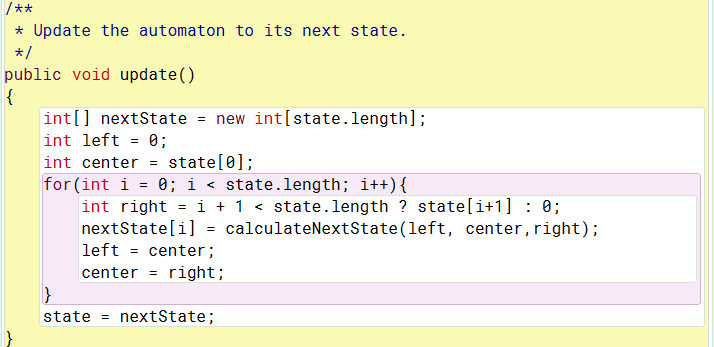 /**
 * Update the automaton to its next state.
 */
public void update()
{
    int[] nextState = new int[state.length];
    int left = 0;
    int center = state[0];
    for(int i = 0; i < state.length; i++){
        int right = i + 1 < state.length ? state[i+1] : 0;
        nextState[i] = calculateNextState(left, center,right);
        left = center;
        center = right;
    }
    state = nextState;
}